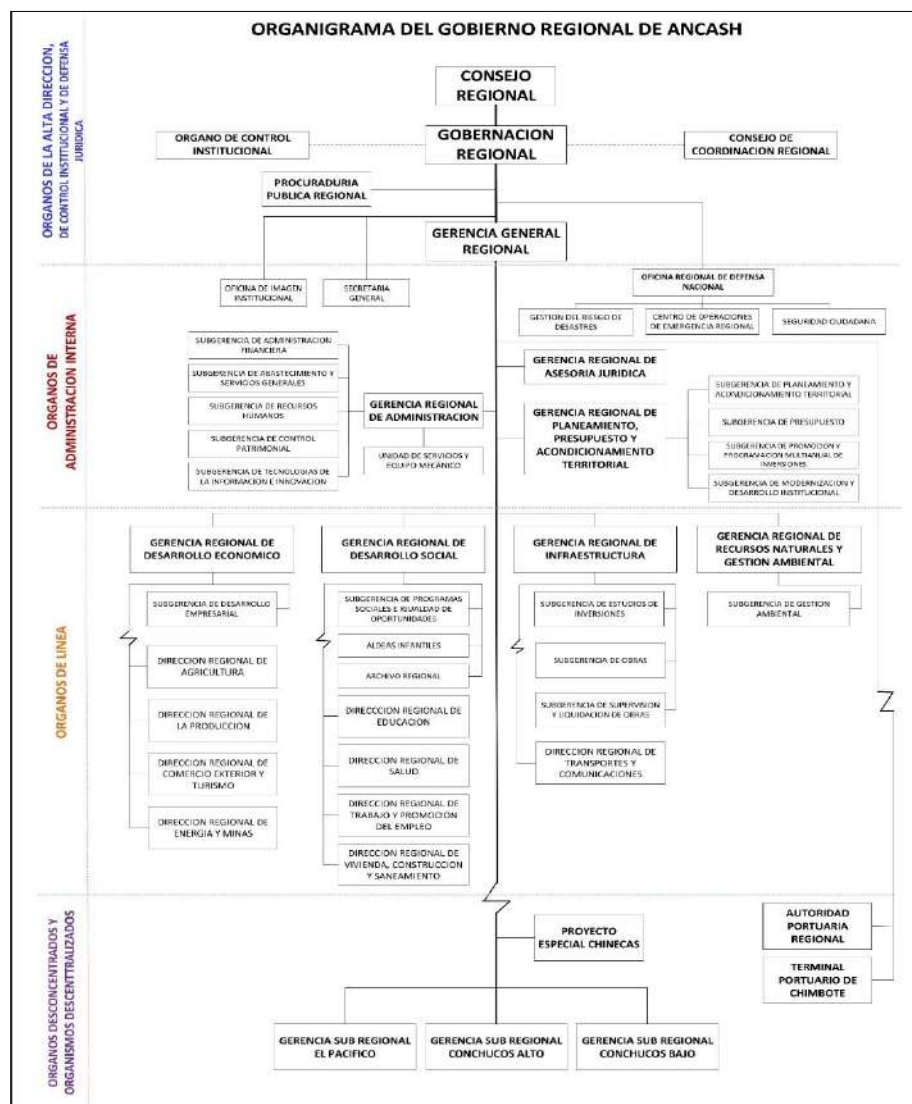 ORGANIGRAMA DEL GOBIERNO REGIONAL DE ANCASH
ORGANOS DE LA ALTA DIRECCION,
DE CONTROL INSTITUCIONAL Y DE DEFENSA
JURIDICA
CONSEJO
REGIONAL
ORGANO DE CONTROL
INSTITUCIONAL
GOBERNACION
REGIONAL
CONSEJO DE
COORDINACION REGIONAL
PROCURADURIA
PUBLICA REGIONAL
GERENCIA GENERAL
REGIONAL
ORGANOS DE
ADMINISTRACION INTERNA
OFICINA DE IMAGEN
INSTITUCIONAL
SECRETARIA
GENERAL
OFICINA REGIONAL DE DEFENSA
NACIONAL
GESTION DEL RIESGO DE
DESASTRES
CENTRO DE OPERACIONES
DE EMERGENCIA REGIONAL
SEGURIDAD CIUDADANA
SUBGERENCIA DE ADMINISTRACION
FINANCIERA
SUBGERENCIA DE ABASTECIMIENTO Y
SERVICIOS GENERALES
SUBGERENCIA DE RECURSOS
HUMANOS
SUBGERENCIA DE CONTROL
PATRIMONIAL
SUBGERENCIA DE TECNOLOGIAS DE
LA INFORMACION E INNOVACION
GERENCIA REGIONAL
DE ADMINISTRACION
UNIDAD DE SERVICIOS Y
EQUIPO MECÁNICO
GERENCIA REGIONAL DE
ASESORIA JURIDICA
GERENCIA REGIONAL DE
PLANEAMIENTO,
PRESUPUESTO Y
ACONDICIONAMIENTO
TERRITORIAL
SUBGERENCIA DE PLANEAMIENTO Y
ACONDICIONAMIENTO TERRITORIAL
SUBGERENCIA DE PRESUPUESTO
SUBGERENCIA DE PROMOCION Y
PROGRAMACION MULTIANUAL DE
INVERSIONES
SUBGERENCIA DE MODERNIZACION Y
DESARROLLO INSTITUCIONAL
ORGANOS DE LINEA
GERENCIA REGIONAL DE
DESARROLLO ECONOMICO
SUBGERENCIA DE DESARROLLO
EMPRESARIAL
DIRECCION REGIONAL DE
AGRICULTURA
DIRECCION REGIONAL DE
LA PRODUCCION
DIRECCION REGIONAL DE
COMERCIO EXTERIOR Y
TURISMO
DIRECCION REGIONAL DE
ENERGIA Y MINAS
GERENCIA REGIONAL DE
DESARROLLO SOCIAL
SUBGERENCIA DE PROGRAMAS
SOCIALES E IGUALDAD DE
OPORTUNIDADES
ALDEAS INFANTILES
ARCHIVO REGIONAL
DIRECCCION REGIONAL DE
EDUCACION
DIRECCION REGIONAL DE
SALUD
DIRECCION REGIONAL DE
TRABAJO Y PROMOCION
DEL EMPLEO
DIRECCION REGIONAL DE
VIVIENDA, CONSTRUCCION
Y SANEAMIENTO
GERENCIA REGIONAL
DE INFRAESTRUCTURA
SUBGERENCIA DE ESTUDIOS DE
INVERSIONES
SUBGERENCIA DE OBRAS
SUBGERENCIA DE SUPERVISION
Y LIQUIDACION DE OBRAS
DIRECCION REGIONAL DE
TRANSPORTES Y
COMUNICACIONES
GERENCIA REGIONAL DE
RECURSOS NATURALES Y
GESTION AMBIENTAL
SUBGERENCIA DE GESTION
AMBIENTAL
ORGANOS DESCONCENTRADOS Y
ORGANISMOS DESCENTTRALIZADOS
PROYECTO
ESPECIAL CHINECAS
AUTORIDAD
PORTUARIA
REGIONAL
TERMINAL
PORTUARIO DE
CHIMBOTE
GERENCIA SUB REGIONAL
EL PACIFICO
GERENCIA SUB REGIONAL
CONCHUCOS ALTO
GERENCIA SUB REGIONAL
CONCHUCOS BAJO